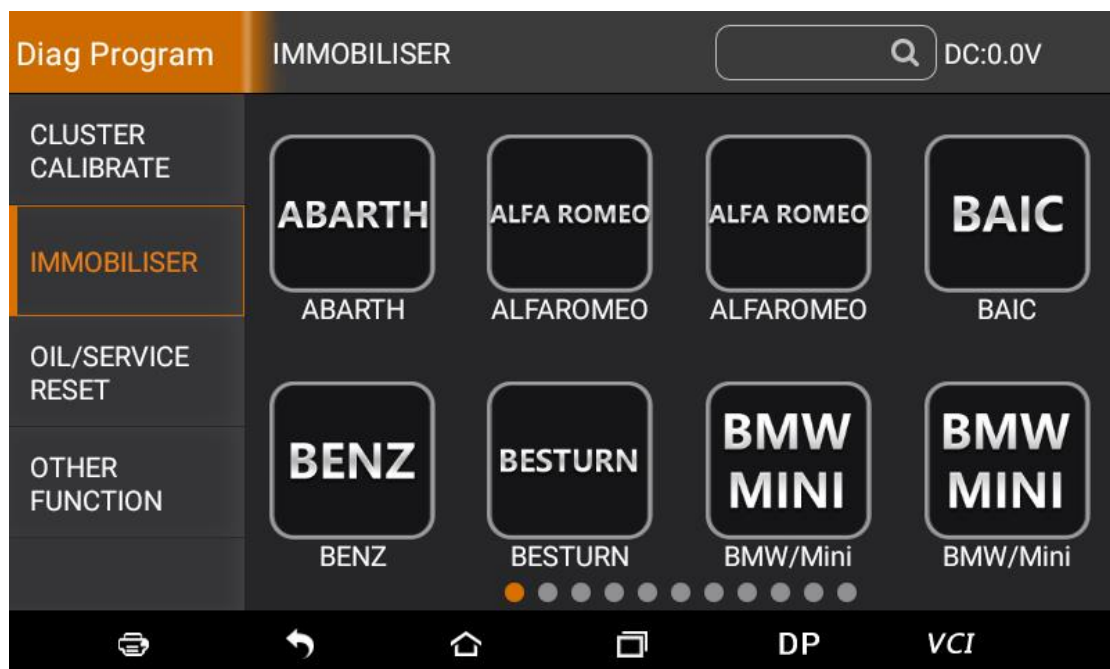 Diag Program
IMMOBILISER
DC:0.0V
CLUSTER
CALIBRATE
IMMOBILISER
OIL/SERVICE
RESET
OTHER
FUNCTION
ABARTH
ALFA ROMEO
ALFA ROMEO
BAIC
ABARTH
ALFAROMEO
ALFAROMEO
BAIC
BENZ
BESTURN
BMW
MINI
BMW
MINI
BENZ
BESTURN
BMW/Mini
BMW/Mini
DP
VCI